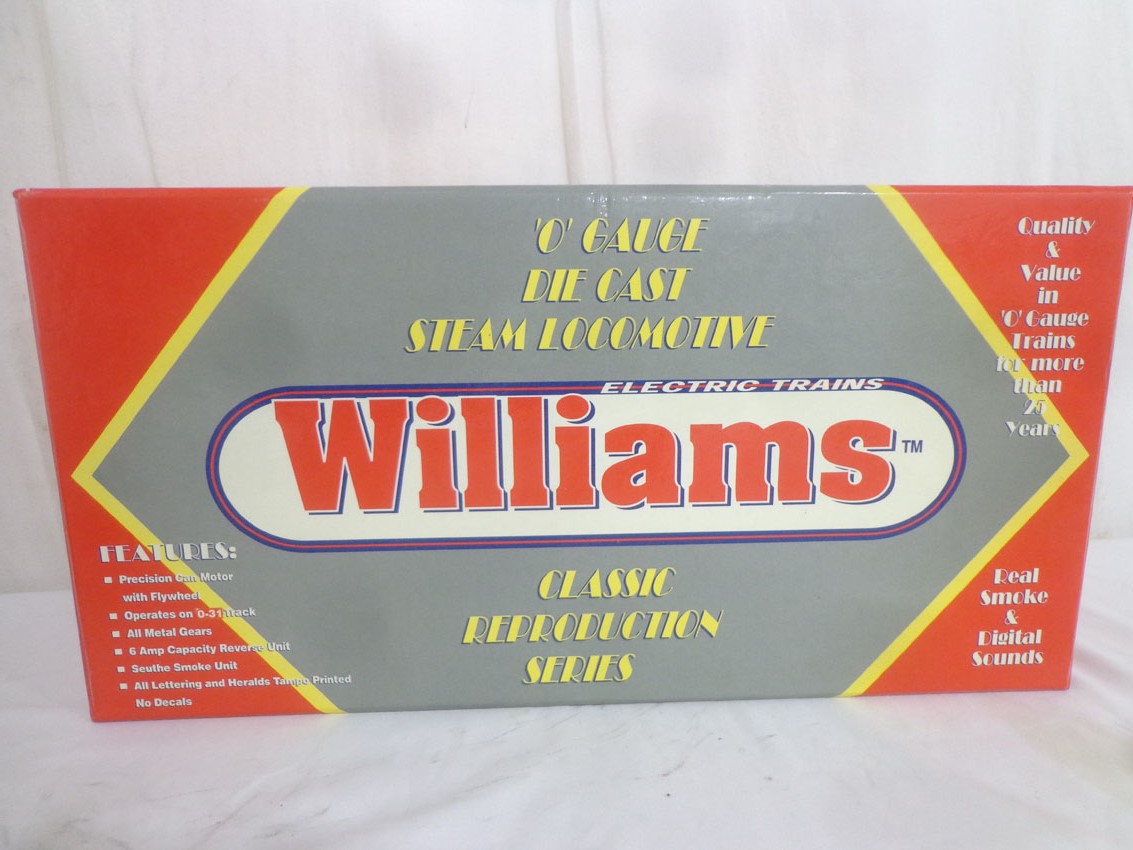 'O' GAUGE
DIE CAST
STEAM LOCOMOTIVE
ELECTRIC TRAINS
Williams™
CLASSIC
REPRODUCTION
SERIES
Quality
&
Value
in
'O' Gauge
Trains
for more
than
25
Years
Real
Smoke
&
Digital
Sounds
FEATURES:
■ Precision Can Motor
with Flywheel
■ Operates on 0-31 Track
■ All Metal Gears
■ 6 Amp Capacity Reverse Unit
■ Seuthe Smoke Unit
■ All Lettering and Heralds Tampo Printed
No Decals